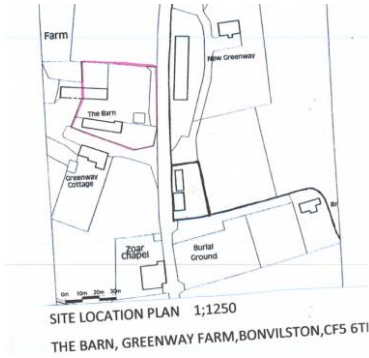 Farm
New Greenway
The Barn
Greenway
Cottage
Zoar
Chapel
Burial
Ground
0m 10m 20m 30m
SITE LOCATION PLAN 1;1250
THE BARN, GREENWAY FARM,BONVILSTON,CF5 6TI